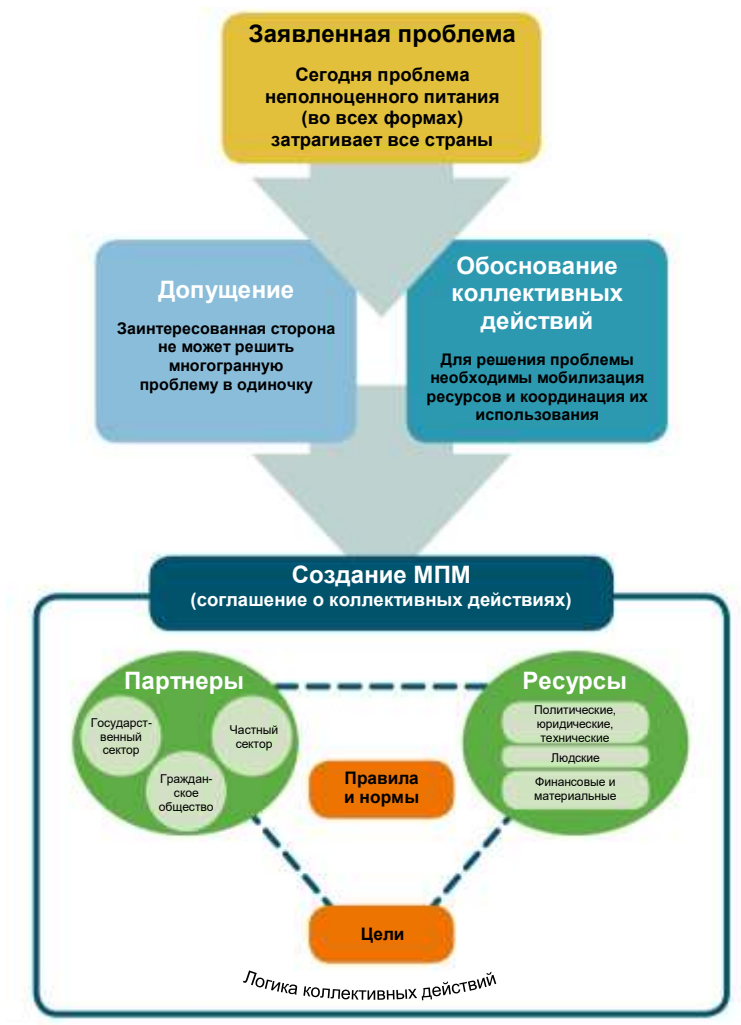 Заявленная проблема
Сегодня проблема
неполноценного питания
(во всех формах)
затрагивает все страны
Допущение
Заинтересованная сторона
не может решить
многогранную
проблему в одиночку
Обоснование
коллективных
действий
Для решения проблемы
необходимы мобилизация
ресурсов и координация их
использования
Создание МПМ
(соглашение о коллективных действиях)
Партнеры
Государст-
венный
сектор
Частный
сектор
Граждан-
ское
общество
Ресурсы
Политические,
юридические,
технические
Людские
Финансовые и
материальные
Правила
и нормы
Цели
Логика коллективных действий